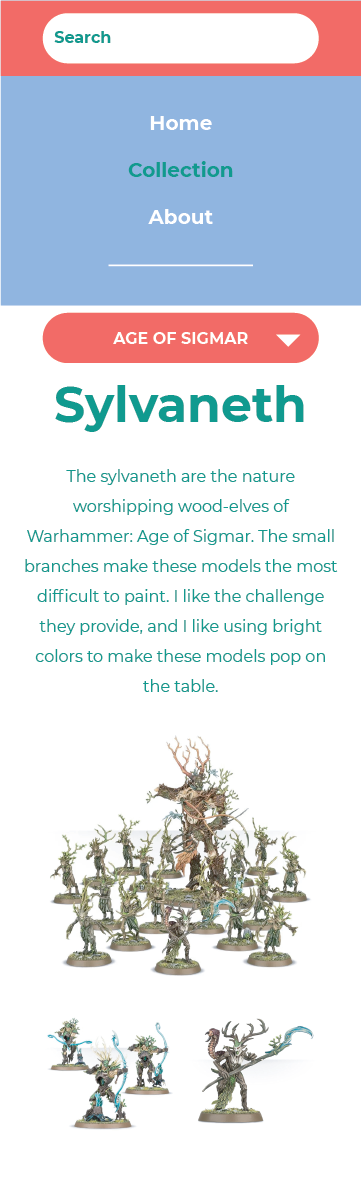 Search
Home
Collection
About
AGE OF SIGMAR
Sylvaneth
The sylvaneth are the nature
worshipping wood-elves of
Warhammer: Age of Sigmar. The small
branches make these models the most
difficult to paint. I like the challenge
they provide, and I like using bright
colors to make these models pop on
the table.